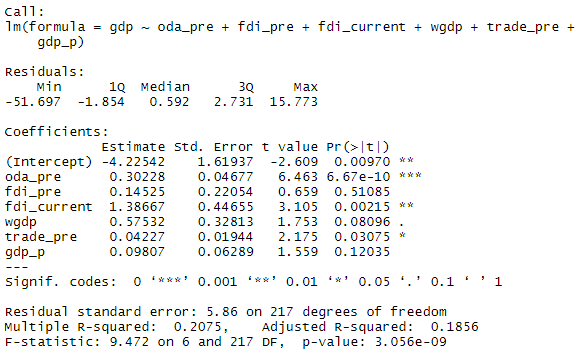 Call:
lm(formula = gdp ~ oda_pre + fdi_pre + fdi_current + wgdp + trade_pre +
    gdp_p)

Residuals:
    Min      1Q  Median      3Q     Max
-51.697  -1.854   0.592   2.731  15.773

Coefficients:
            Estimate Std. Error t value Pr(>|t|)
(Intercept) -4.22542    1.61937  -2.609  0.00970 **
oda_pre      0.30228    0.04677   6.463 6.67e-10 ***
fdi_pre      0.14525    0.22054   0.659  0.51085
fdi_current  1.38667    0.44655   3.105  0.00215 **
wgdp         0.57532    0.32813   1.753  0.08096 .
trade_pre    0.04227    0.01944   2.175  0.03075 *
gdp_p        0.09807    0.06289   1.559  0.12035
---
Signif. codes:  0 ‘***’ 0.001 ‘**’ 0.01 ‘*’ 0.05 ‘.’ 0.1 ‘ ’ 1

Residual standard error: 5.86 on 217 degrees of freedom
Multiple R-squared:  0.2075,    Adjusted R-squared:  0.1856
F-statistic: 9.472 on 6 and 217 DF,  p-value: 3.056e-09